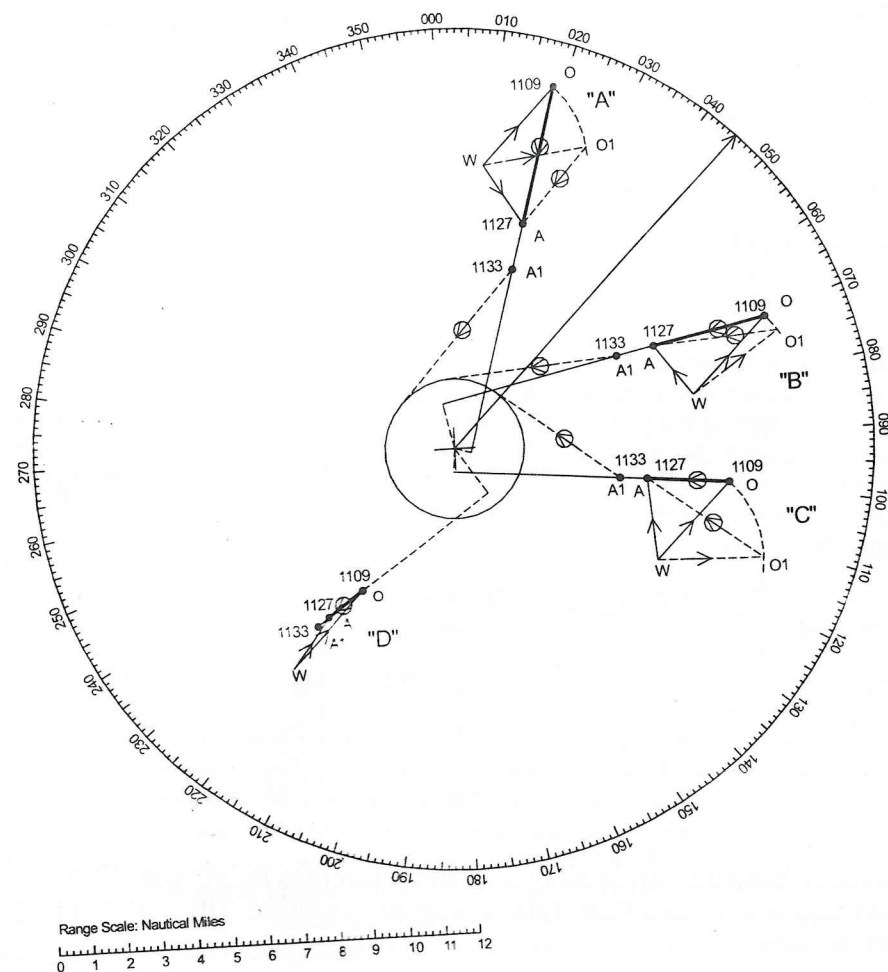 000
010
020
030
040
050
060
070
080
090
100
110
120
130
140
150
160
170
180
190
200
210
220
230
240
250
260
270
280
290
300
310
320
330
340
350
1109
O
"A"
W
O1
1127
A
1133
A1
1109
O
1127
1133
O1
A1
A
"B"
W
1133
1127
1109
A1
A
O
"C"
W
O1
1109
O
1127
A
1133
A1
"D"
W
Range Scale: Nautical Miles
0 1 2 3 4 5 6 7 8 9 10 11 12